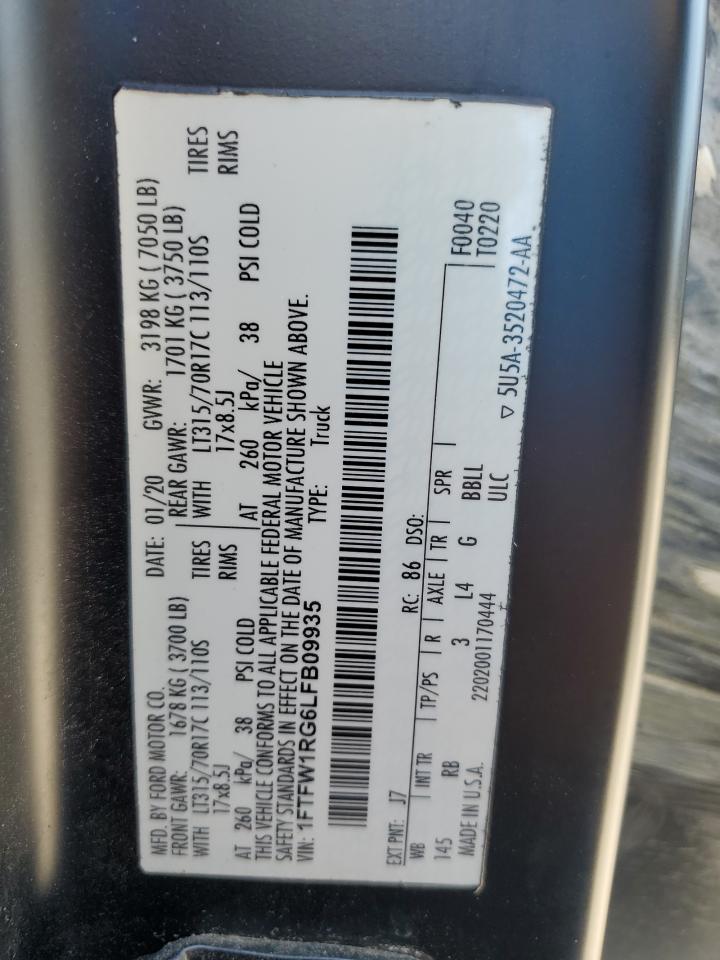 MFD. BY FORD MOTOR CO.
DATE: 01/20 GVWR: 3198 KG ( 7050 LB)
FRONT GAWR: 1678 KG ( 3700 LB) REAR GAWR: 1701 KG ( 3750 LB)
WITH LT315/70R17C 113/110S TIRES WITH LT315/70R17C 113/110S TIRES
17x8.5J RIMS 17x8.5J RIMS
AT 260 kPa/ 38 PSI COLD AT 260 kPa/ 38 PSI COLD
THIS VEHICLE CONFORMS TO ALL APPLICABLE FEDERAL MOTOR VEHICLE
SAFETY STANDARDS IN EFFECT ON THE DATE OF MANUFACTURE SHOWN ABOVE.
VIN: 1FTFW1RG6LFB09935 TYPE: Truck
EXT PNT: J7 RC: 86 DSO: F0040
WB | INT TR | TP/PS | R | AXLE | TR | SPR | T0220
145 RB 3 L4 G BBLL
MADE IN U.S.A. 2202001170444 ULC
▽ 5U5A-3520472-AA